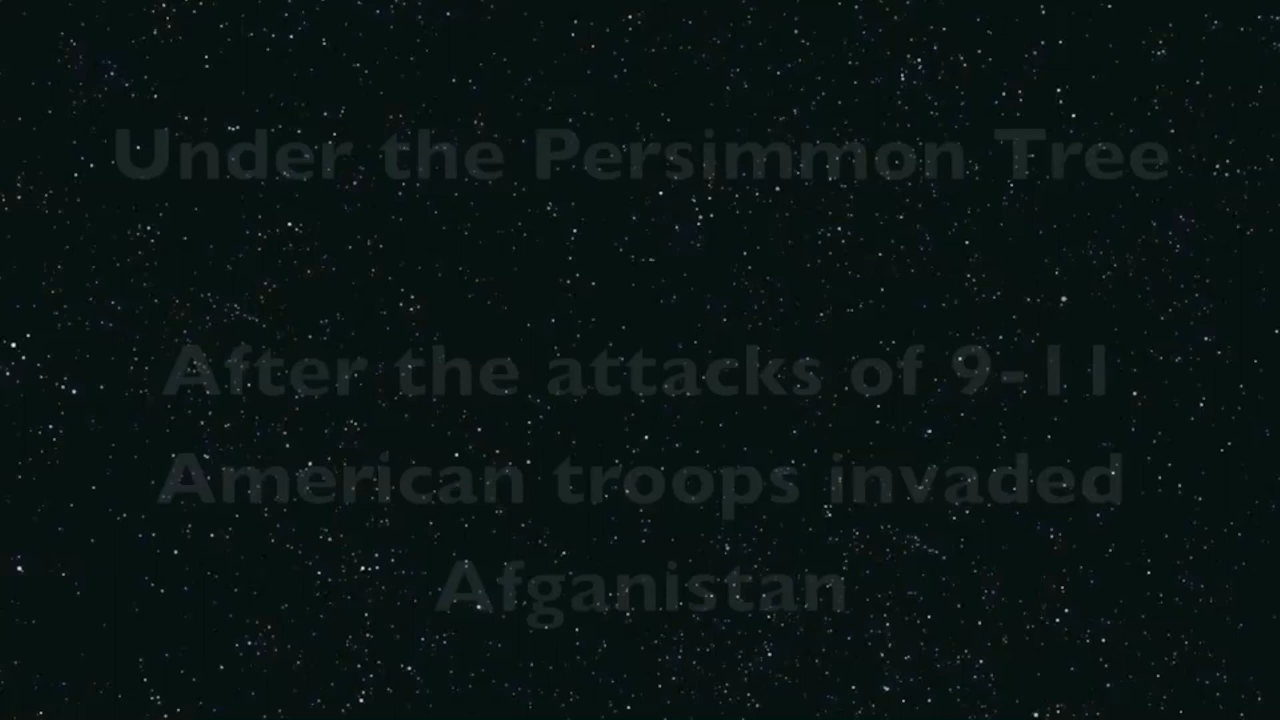 Under the Persimmon Tree
After the attacks of 9-11
American troops invaded
Afganistan